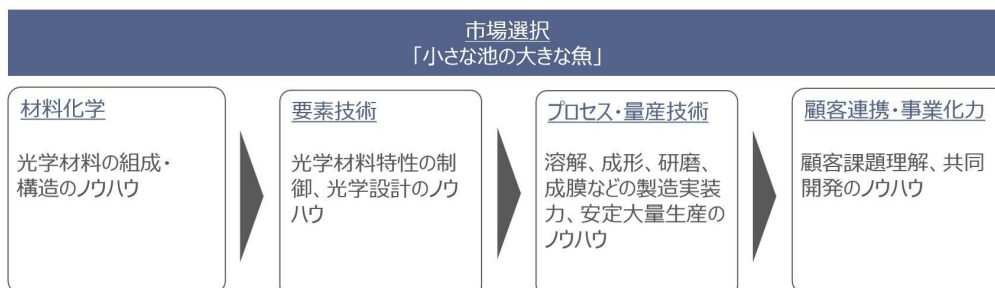 市場選択
「小さな池の大きな魚」
材料化学
光学材料の組成・
構造のノウハウ
要素技術
光学材料特性の制
御、光学設計のノウ
ハウ
プロセス・量産技術
溶解、成形、研磨、
成膜などの製造実装
力、安定大量生産の
ノウハウ
顧客連携・事業化力
顧客課題理解、共同
開発のノウハウ